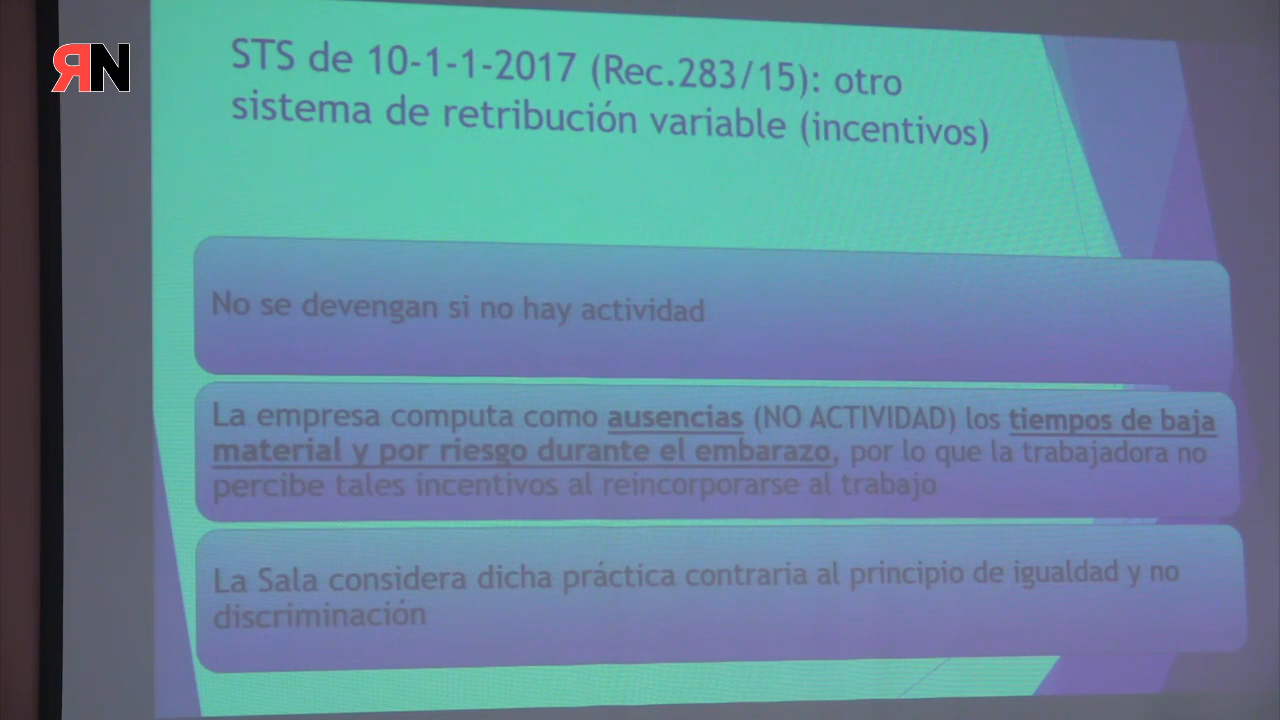 ЯN
STS de 10-1-1-2017 (Rec.283/15): otro
sistema de retribución variable (incentivos)
No se devengan si no hay actividad
La empresa computa como ausencias (NO ACTIVIDAD) los tiempos de baja
material y por riesgo durante el embarazo, por lo que la trabajadora no
percibe tales incentivos al reincorporarse al trabajo
La Sala considera dicha práctica contraria al principio de igualdad y no
discriminación